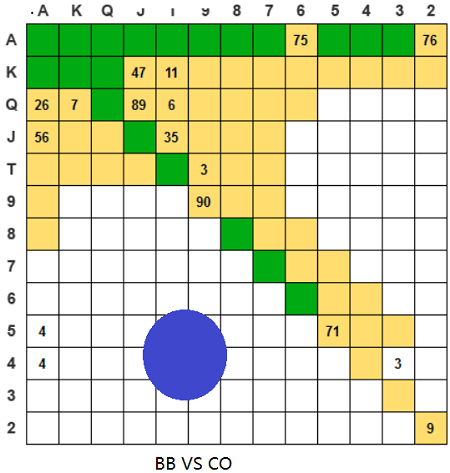 . A K Q J T 9 8 7 6 5 4 3 2
A 75 76
K 47 11
Q 26 7 89 6
J 56 35
T 3
9 90
8
7
6
5 4 71
4 4 3
3
2 9
BB VS CO